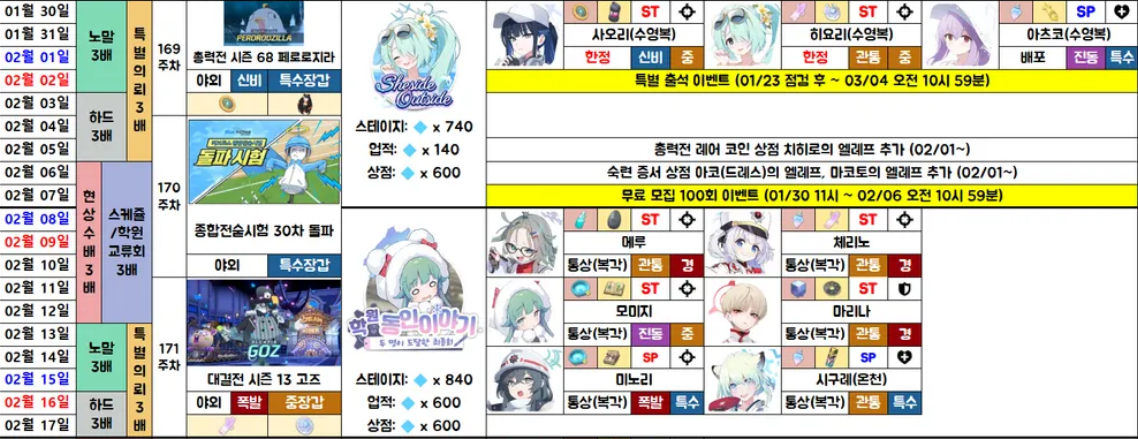 01월 30일
01월 31일
02월 01일
02월 02일
02월 03일
02월 04일
02월 05일
02월 06일
02월 07일
02월 08일
02월 09일
02월 10일
02월 11일
02월 12일
02월 13일
02월 14일
02월 15일
02월 16일
02월 17일
노말
3배
하드
3배
현상수배 3배
스케쥴
/학원
교류회
3배
노말
3배
하드
3배
특별의뢰 3배
특별의뢰 3배
169
주차
170
주차
171
주차
PERORODZILLA
총력전 시즌 68 페로로지라
야외 신비 특수장갑
돌파시험
종합전술시험 30차 돌파
야외 특수장갑
GOZ
대결전 시즌 13 고즈
야외 폭발 중장갑
Sheside
Outside
스테이지: x 740
업적: x 140
상점: x 600
학원 동인이야기
두 명이 도달한 최종회
스테이지: x 840
업적: x 600
상점: x 600
ST
사오리(수영복)
한정 신비 중
ST
히요리(수영복)
한정 관통 중
SP
아츠코(수영복)
배포 진동 특수
특별 출석 이벤트 (01/23 점검 후 ~ 03/04 오전 10시 59분)
총력전 레어 코인 상점 치히로의 엘레프 추가 (02/01~)
숙련 증서 상점 아코(드레스)의 엘레프, 마코토의 엘레프 추가 (02/01~)
무료 모집 100회 이벤트 (01/30 11시 ~ 02/06 오전 10시 59분)
ST
메루
통상(복각) 관통 경
ST
체리노
통상(복각) 관통 경
ST
모미지
통상(복각) 진동 중
ST
마리나
통상(복각) 관통 경
SP
미노리
통상(복각) 폭발 특수
SP
시구레(온천)
통상(복각) 관통 특수